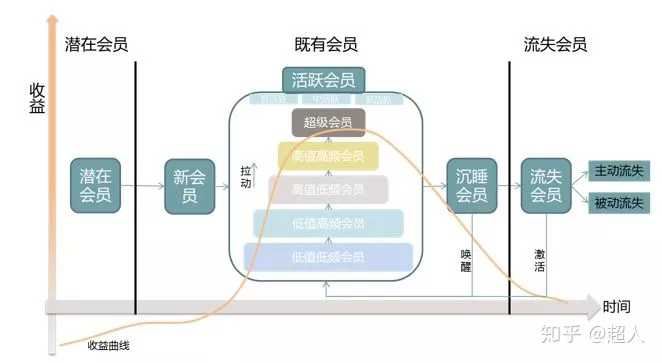 潜在会员
既有会员
流失会员
收益
活跃会员
超级会员
高值高频会员
拉动
高值低频会员
低值高频会员
低值低频会员
潜在
会员
新会
员
沉睡
会员
流失
会员
主动流失
被动流失
唤醒
激活
时间
收益曲线
知乎 @超人